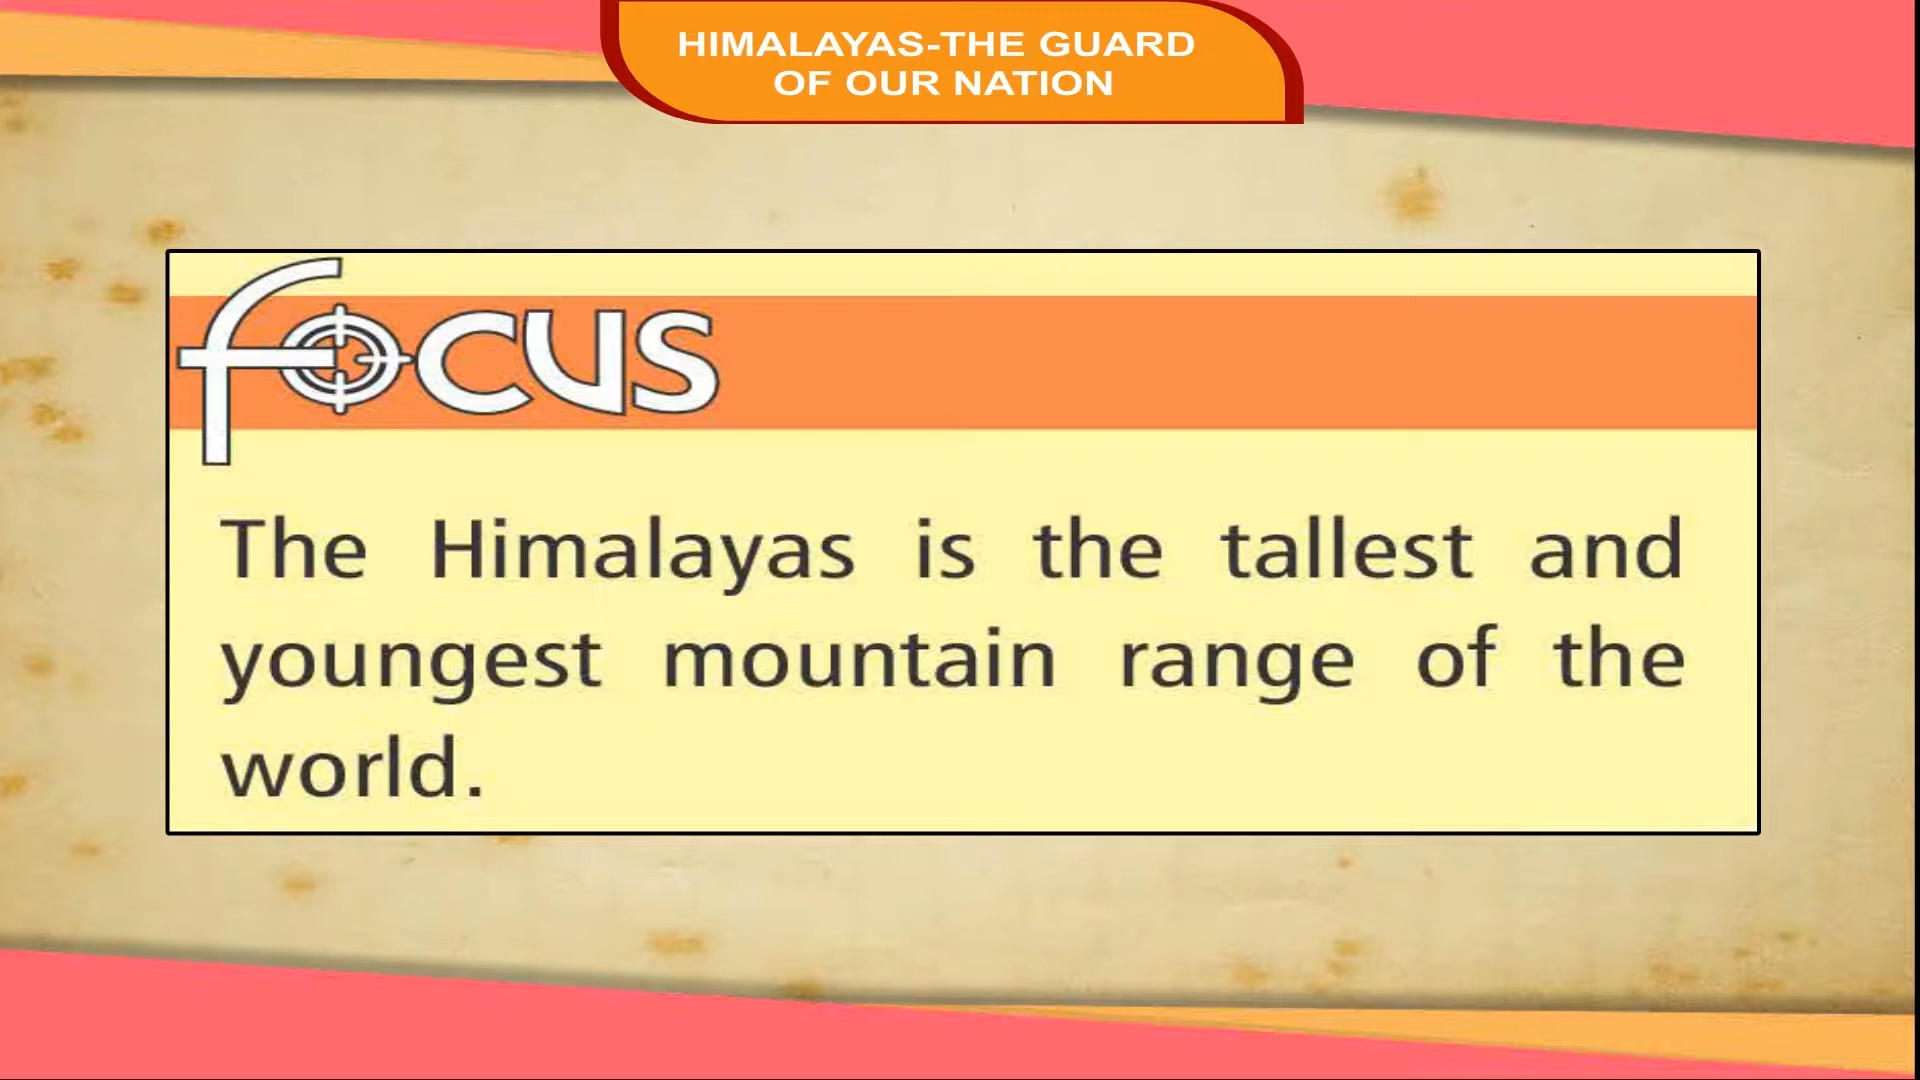 HIMALAYAS-THE GUARD
OF OUR NATION
focus
The Himalayas is the tallest and
youngest mountain range of the
world.